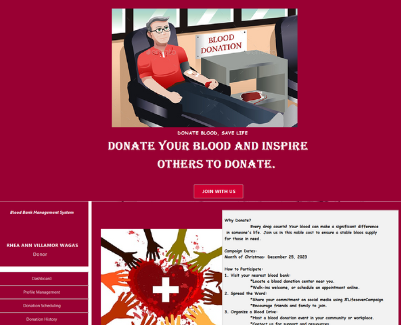 BLOOD
DONATION
DONATE BLOOD, SAVE LIFE
DONATE YOUR BLOOD AND INSPIRE
OTHERS TO DONATE.
JOIN WITH US
Blood Bank Management System
RHEA ANN VILLAMOR WAGAS
Donor
Dashboard
Profile Management
Donation Scheduling
Donation History
Why Donate?
Every drop counts! Your blood can make a significant difference
in someone's life. Join us in this noble cost to ensure a stable blood supply
for those in need.
Campaign Dates:
Month of Christmas: December 25, 2023
How to Participate:
1. Visit your nearest blood bank:
*Locate a blood donation center near you.
*Walk-ins welcome, or schedule an appointment online.
2. Spread the Word:
*Share your commitment on social media using #LifesaverCampaign
*Encourage friends and family to join.
3. Organize a Blood Drive:
*Host a blood donation event in your community or workplace.
*Contact us for support and resources.